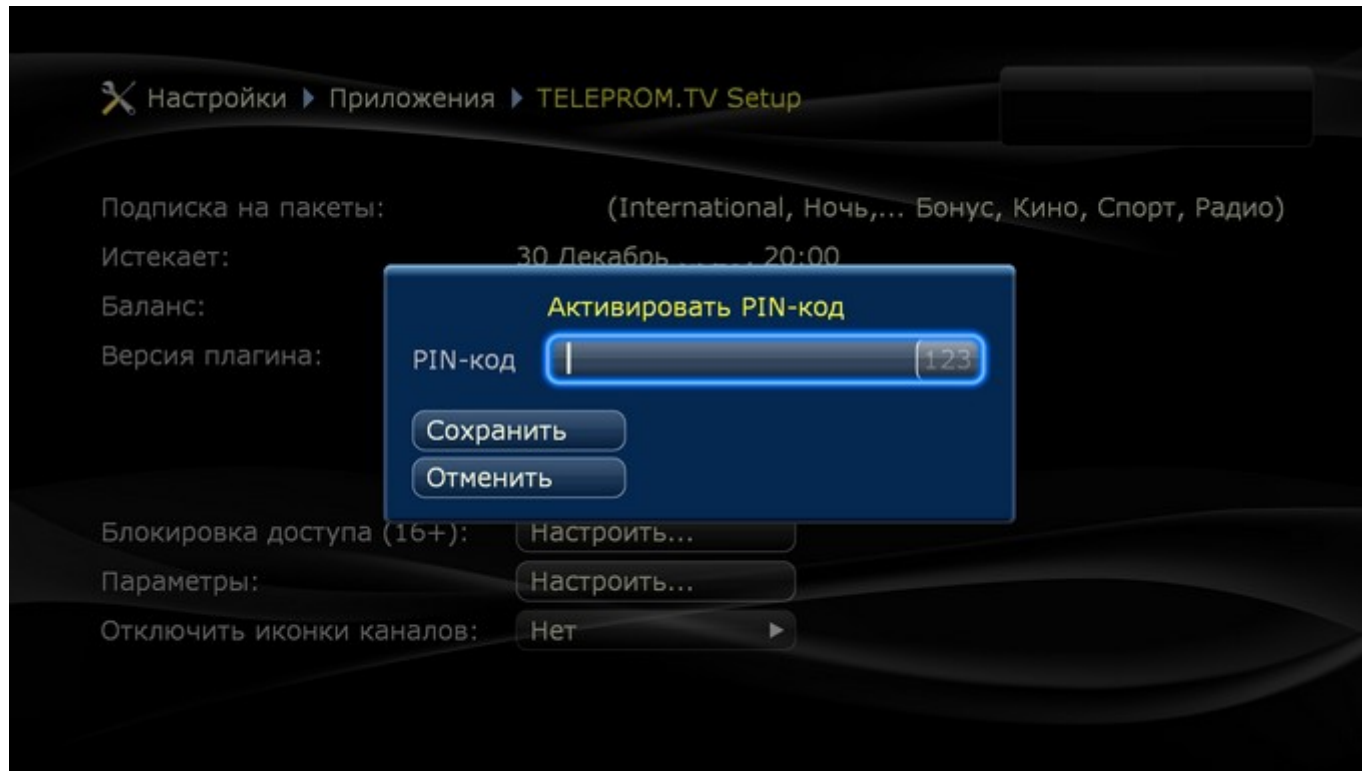 Настройки Приложения TELEPROM.TV Setup
Подписка на пакеты: (International, Ночь,... Бонус, Кино, Спорт, Радио)
Истекает: 30 Декабрь 20:00
Баланс:
Активировать PIN-код
Версия плагина:
PIN-код 123
Сохранить
Отменить
Блокировка доступа (16+): Настроить...
Параметры: Настроить...
Отключить иконки каналов: Нет